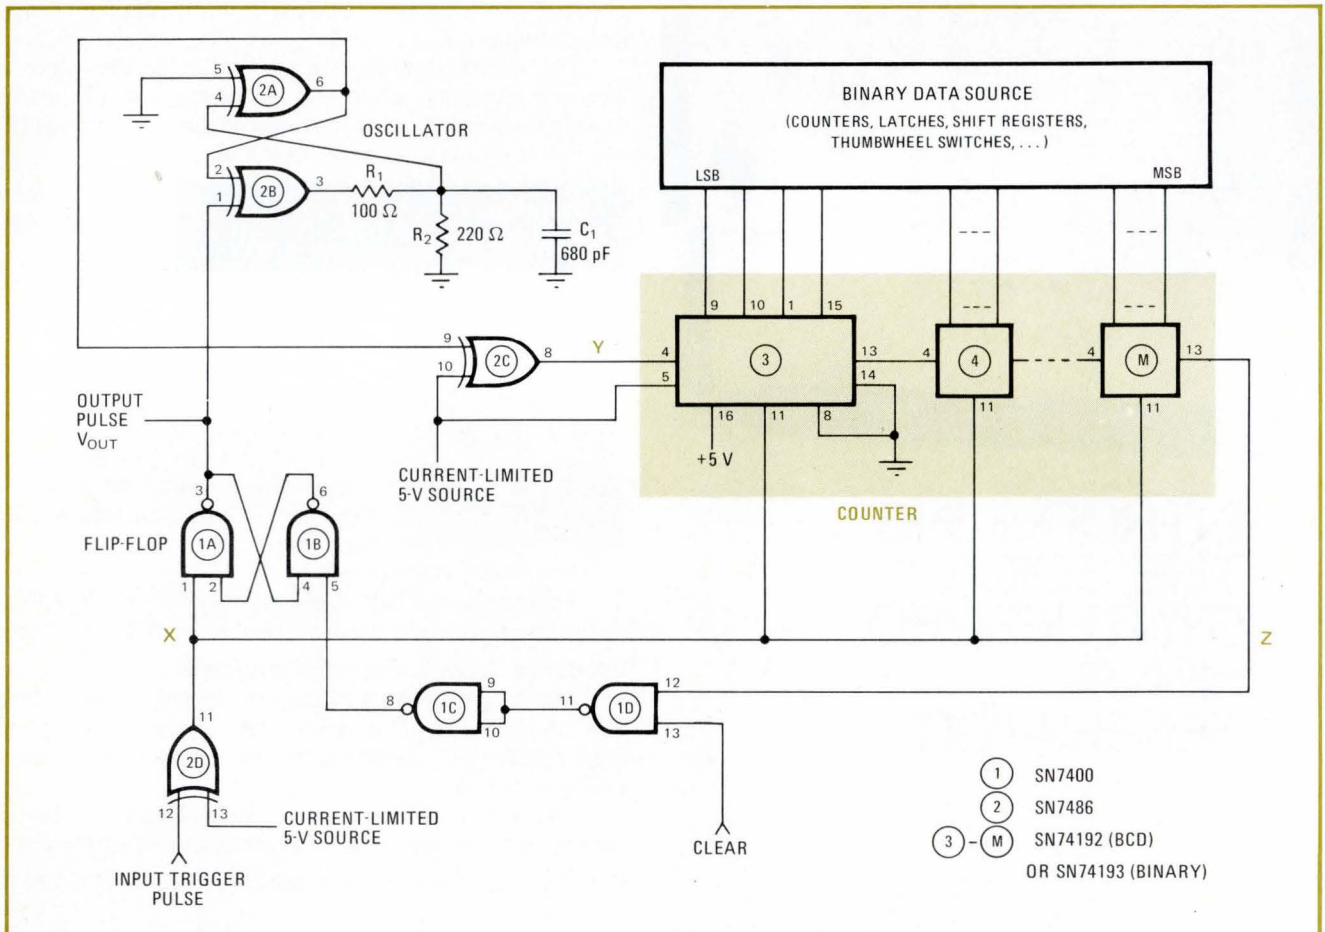 5
4
2A
6
OSCILLATOR
2
1
2B
3
R1
100 Ω
R2
220 Ω
C1
680 pF
BINARY DATA SOURCE
(COUNTERS, LATCHES, SHIFT REGISTERS,
THUMBWHEEL SWITCHES, . . . )
LSB
MSB
9
10
1
15
9
10
2C
8
Y
4
5
3
13
14
4
4
4
M
13
16
11
8
11
11
+5 V
COUNTER
OUTPUT
PULSE
VOUT
CURRENT-LIMITED
5-V SOURCE
3
6
FLIP-FLOP
1A
1B
1
2
4
5
X
Z
8
1C
9
10
11
1D
12
13
11
2D
12
13
CURRENT-LIMITED
5-V SOURCE
INPUT TRIGGER
PULSE
CLEAR
1 SN7400
2 SN7486
3 – M SN74192 (BCD)
OR SN74193 (BINARY)